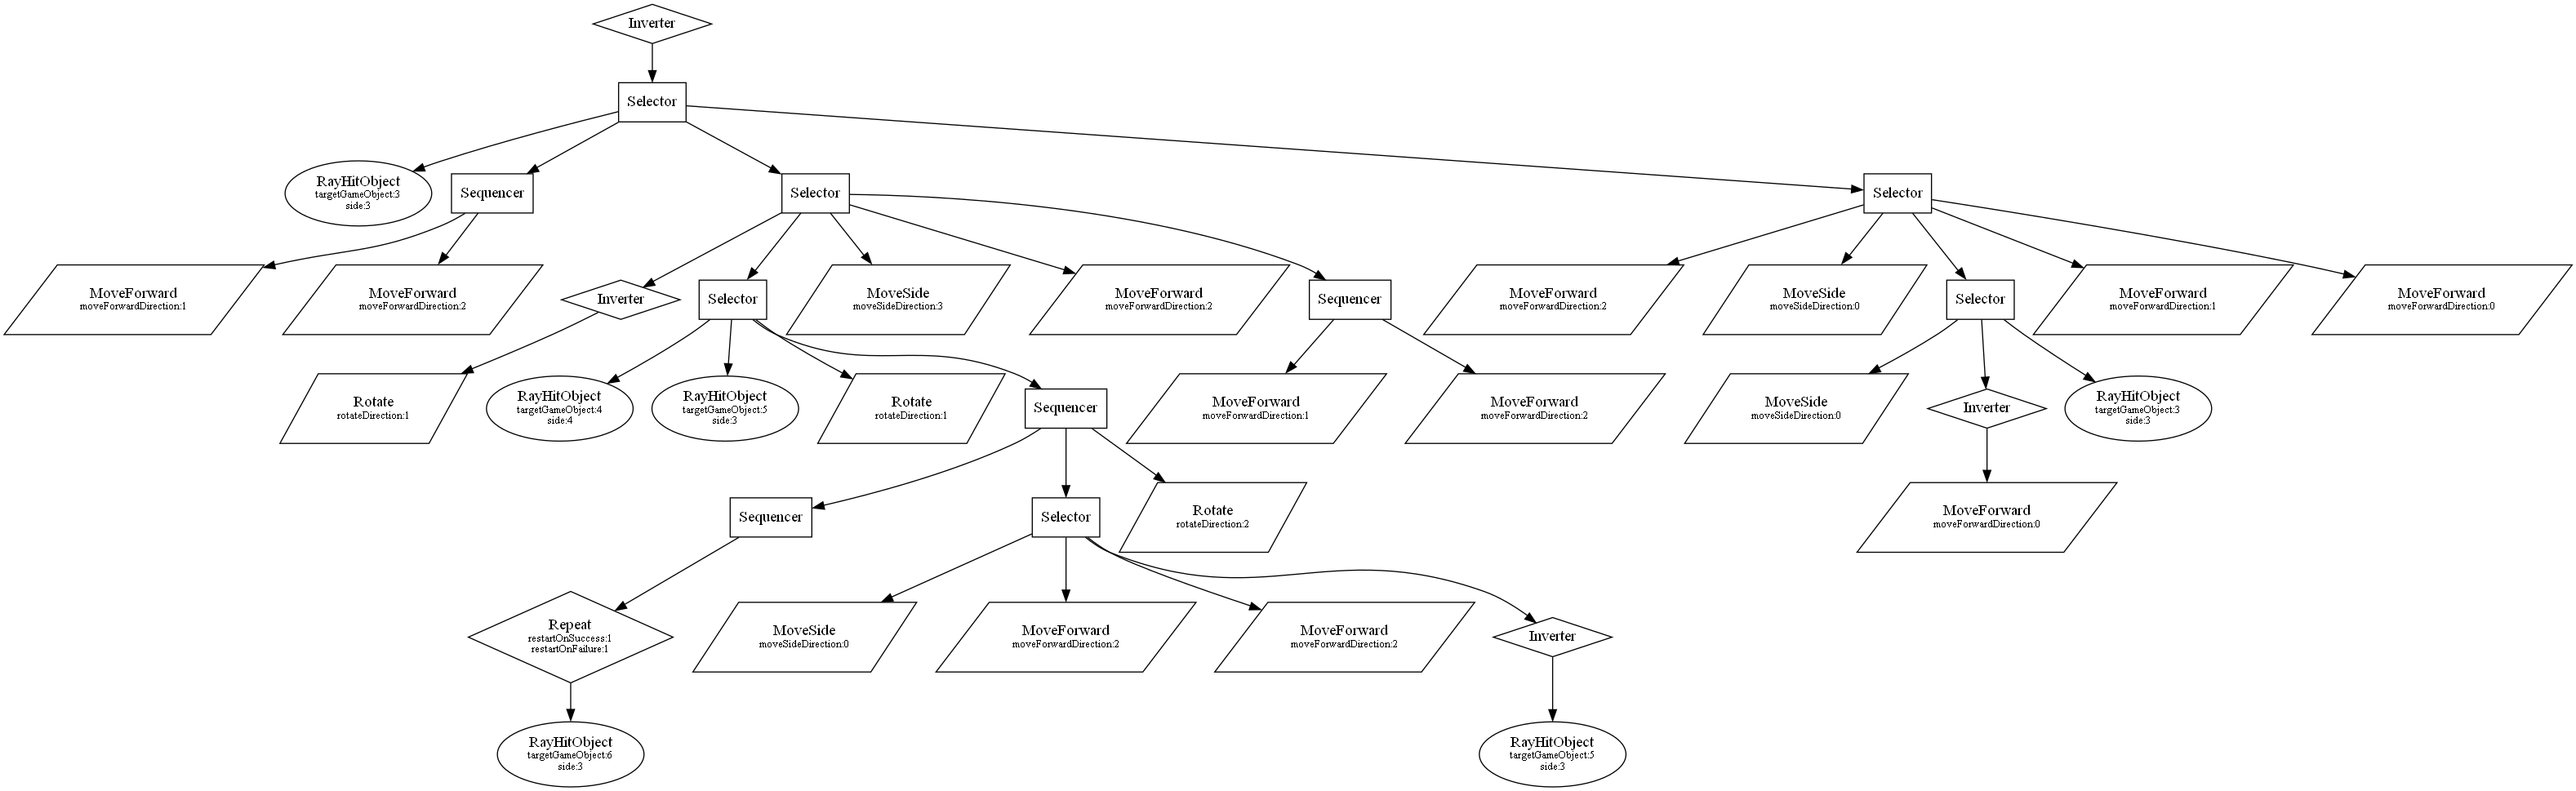 Inverter
Selector
RayHitObject
targetGameObject:3
side:3
Sequencer
Selector
Selector
MoveForward
moveForwardDirection:1
MoveForward
moveForwardDirection:2
Inverter
Selector
MoveSide
moveSideDirection:3
MoveForward
moveForwardDirection:2
Sequencer
MoveForward
moveForwardDirection:2
MoveSide
moveSideDirection:0
Selector
MoveForward
moveForwardDirection:1
MoveForward
moveForwardDirection:0
Rotate
rotateDirection:1
RayHitObject
targetGameObject:4
side:4
RayHitObject
targetGameObject:5
side:3
Rotate
rotateDirection:1
Sequencer
MoveForward
moveForwardDirection:1
MoveForward
moveForwardDirection:2
MoveSide
moveSideDirection:0
Inverter
RayHitObject
targetGameObject:3
side:3
Sequencer
Selector
Rotate
rotateDirection:2
MoveForward
moveForwardDirection:0
Repeat
restartOnSuccess:1
restartOnFailure:1
MoveSide
moveSideDirection:0
MoveForward
moveForwardDirection:2
MoveForward
moveForwardDirection:2
Inverter
RayHitObject
targetGameObject:6
side:3
RayHitObject
targetGameObject:5
side:3